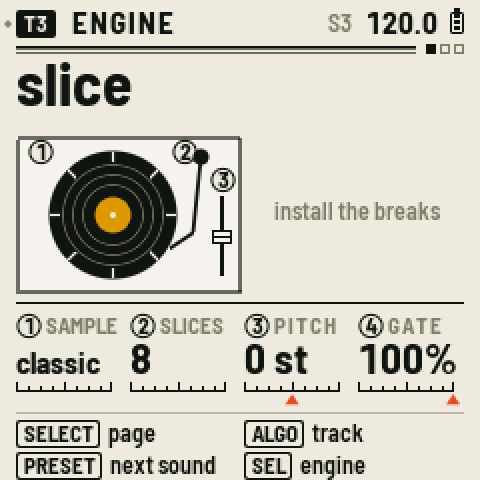 T3 ENGINE S3 120.0
slice
1 2 3
install the breaks
1 SAMPLE 2 SLICES 3 PITCH 4 GATE
classic 8 0 st 100%
SELECT page ALGO track
PRESET next sound SEL engine